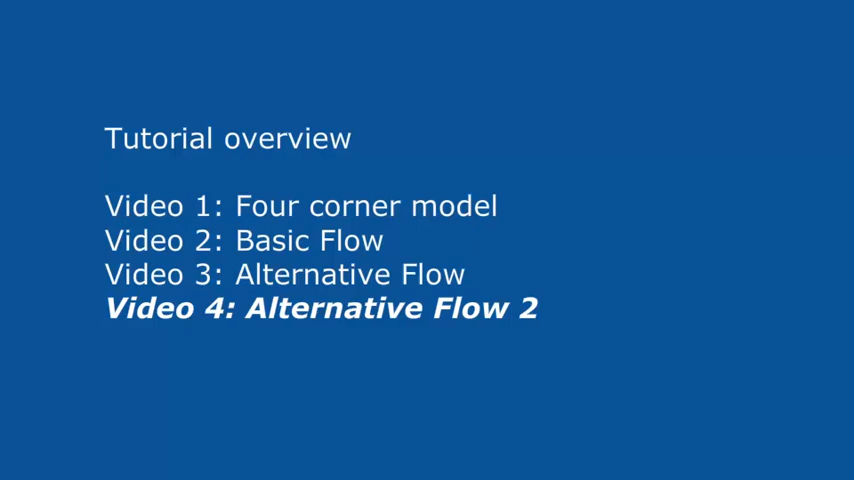 Tutorial overview
Video 1: Four corner model
Video 2: Basic Flow
Video 3: Alternative Flow
Video 4: Alternative Flow 2